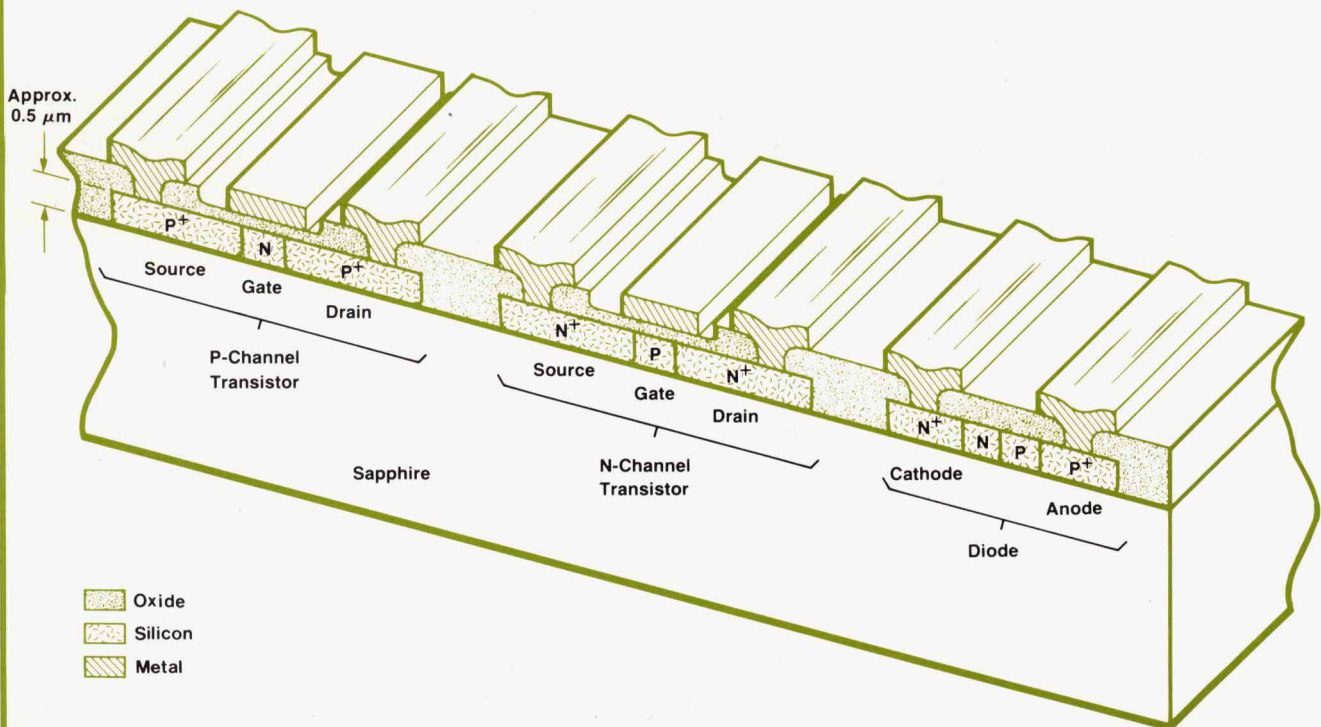 Approx.
0.5 μm
P+
N
P+
Source
Gate
Drain
P-Channel
Transistor
N+
P
N+
Source
Gate
Drain
N-Channel
Transistor
N+
N
P
P+
Cathode
Anode
Diode
Sapphire
Oxide
Silicon
Metal